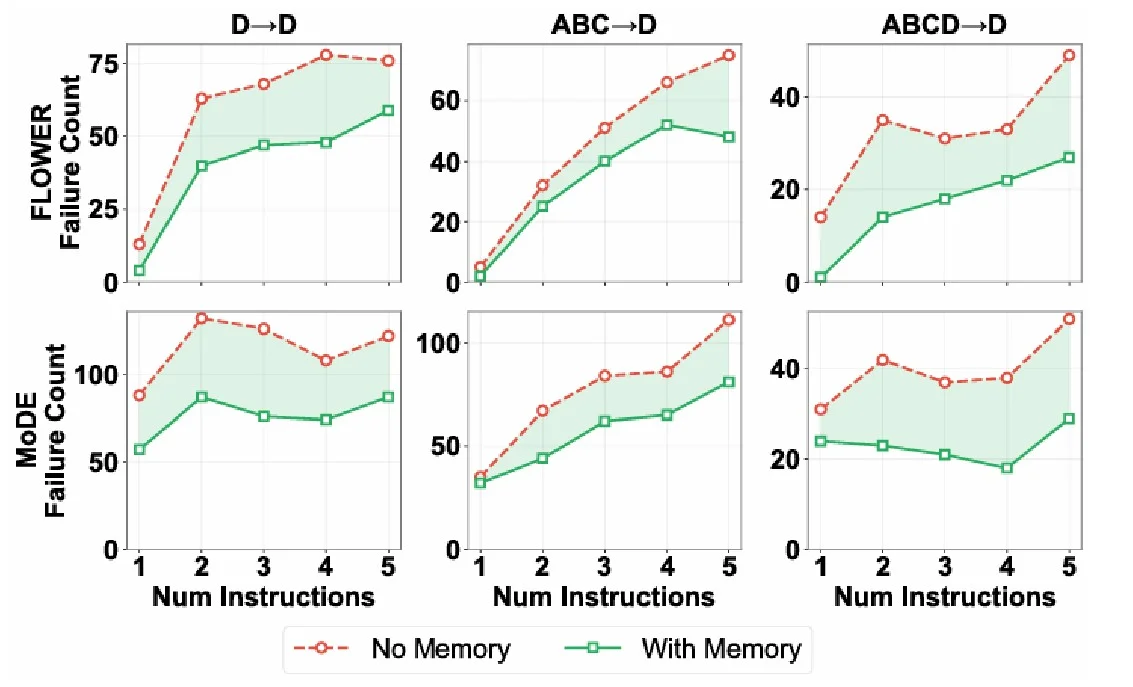 D→D ABC→D ABCD→D
FLOWER
Failure Count
75
50
25
0
60
40
20
0
40
20
0
MoDE
Failure Count
100
50
0
100
50
0
40
20
0
1 2 3 4 5 1 2 3 4 5 1 2 3 4 5
Num Instructions Num Instructions Num Instructions
No Memory With Memory